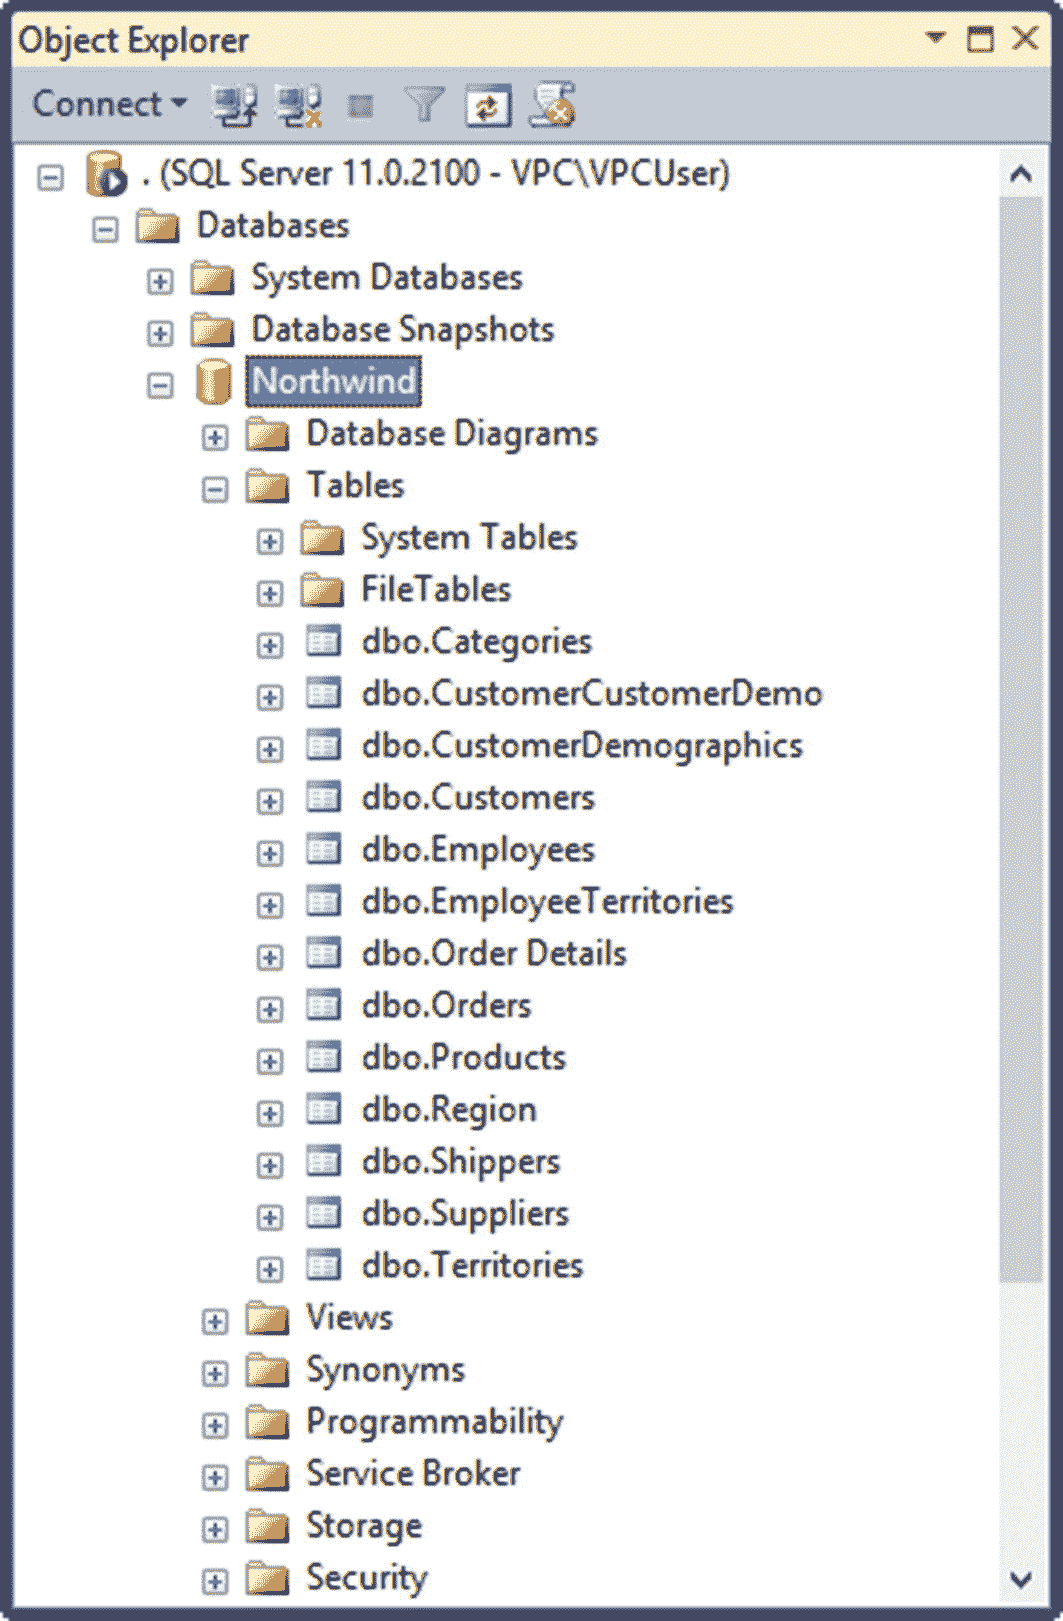 Object Explorer
Connect
. (SQL Server 11.0.2100 - VPC\VPCUser)
Databases
System Databases
Database Snapshots
Northwind
Database Diagrams
Tables
System Tables
FileTables
dbo.Categories
dbo.CustomerCustomerDemo
dbo.CustomerDemographics
dbo.Customers
dbo.Employees
dbo.EmployeeTerritories
dbo.Order Details
dbo.Orders
dbo.Products
dbo.Region
dbo.Shippers
dbo.Suppliers
dbo.Territories
Views
Synonyms
Programmability
Service Broker
Storage
Security